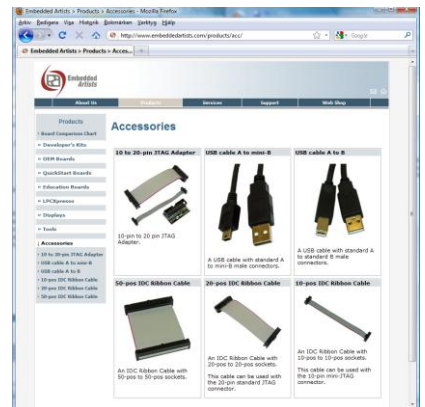 Embedded Artists > Products > Accessories - Mozilla Firefox
Arkiv Redigera Visa Historik Bokmärken Verktyg Hjälp
http://www.embeddedartists.com/products/acc/
Google
Embedded Artists > Products > Acces...
Embedded
Artists
About Us
Products
Services
Support
Web Shop
Products
› Board Comparison Chart
» Developer's Kits
» OEM Boards
» QuickStart Boards
» Education Boards
» LPCXpresso
» Displays
» Tools
Accessories
› 10 to 20-pin JTAG Adapter
› USB cable A to mini-B
› USB cable A to B
› 10-pos IDC Ribbon Cable
› 20-pos IDC Ribbon Cable
› 50-pos IDC Ribbon Cable
Accessories
10 to 20-pin JTAG Adapter
10-pin to 20 pin JTAG
Adapter.
USB cable A to mini-B
A USB cable with standard A
to mini-B male connectors.
USB cable A to B
A USB cable with standard A
to standard B male
connectors.
50-pos IDC Ribbon Cable
An IDC Ribbon Cable with
50-pos to 50-pos sockets.
20-pos IDC Ribbon Cable
An IDC Ribbon Cable with
20-pos to 20-pos sockets.
This cable can be used with
the 20-pin standard JTAG
connector.
10-pos IDC Ribbon Cable
An IDC Ribbon Cable with
10-pos to 10-pos sockets.
This cable can be used with
the 10-pin mini-JTAG
connector.